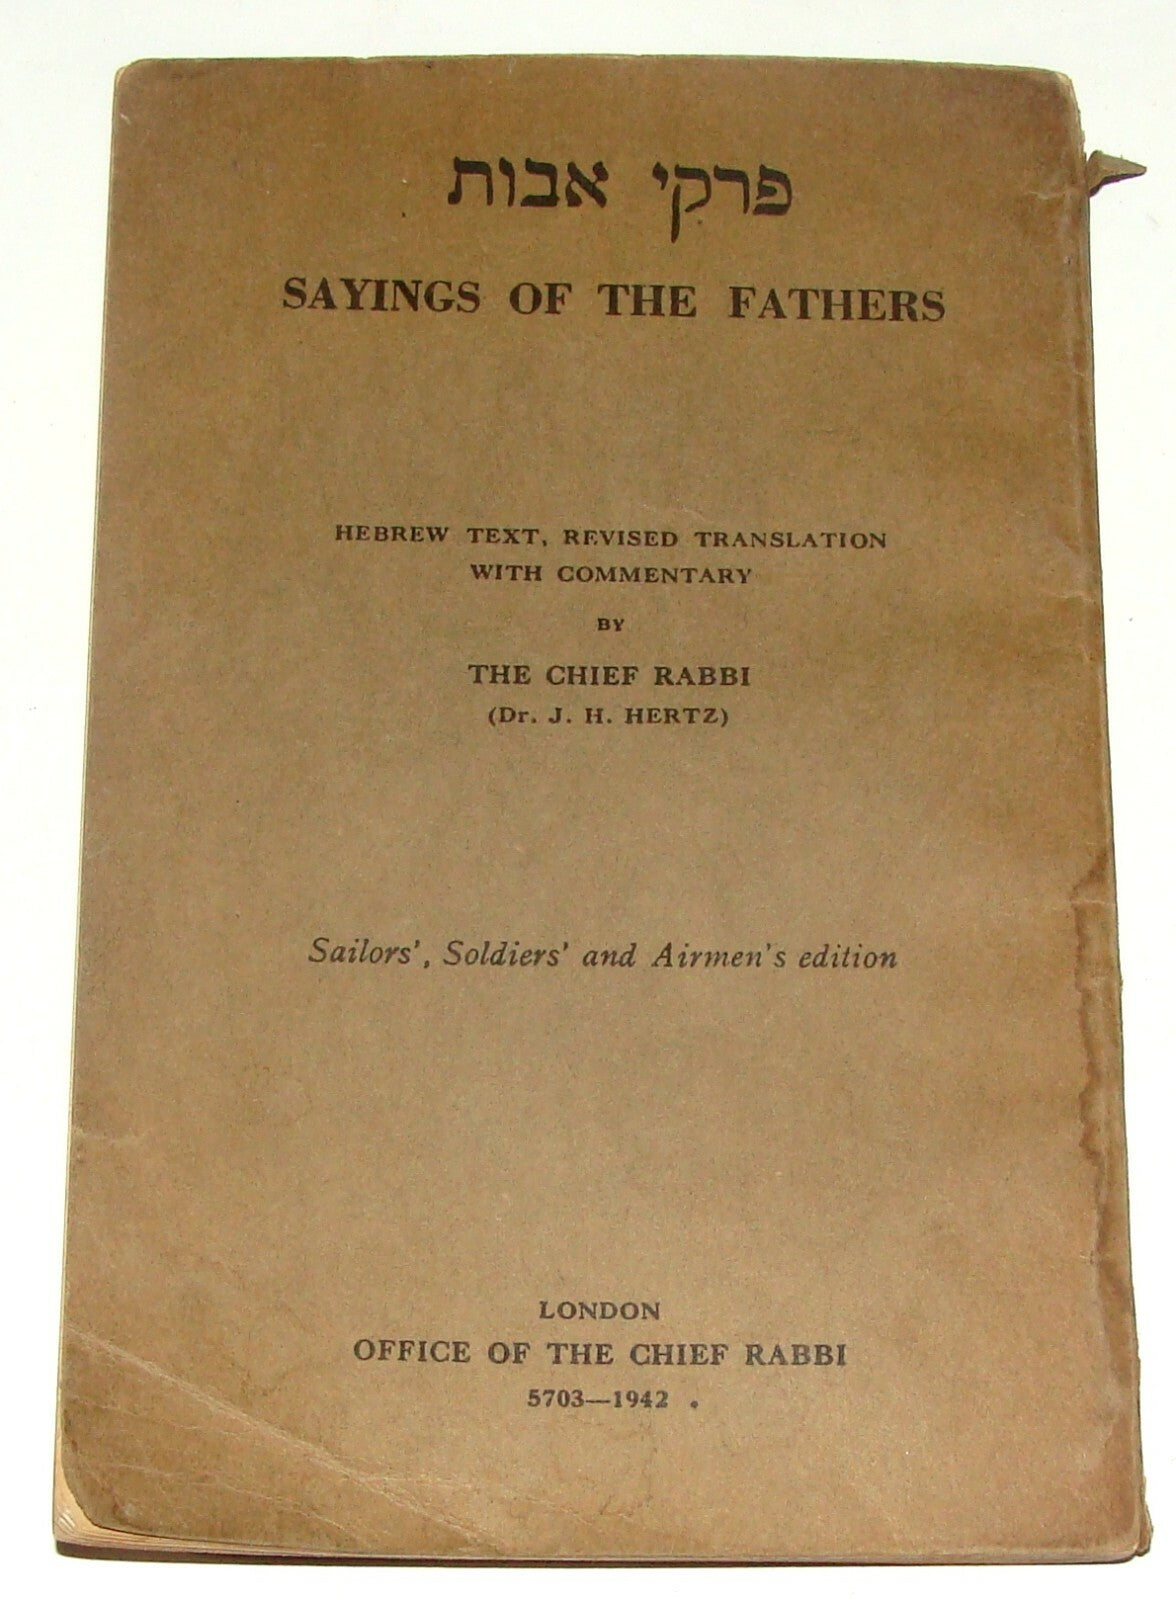 פרקי אבות
SAYINGS OF THE FATHERS
HEBREW TEXT, REVISED TRANSLATION
WITH COMMENTARY
BY
THE CHIEF RABBI
(Dr. J. H. HERTZ)
Sailors', Soldiers' and Airmen's edition
LONDON
OFFICE OF THE CHIEF RABBI
5703—1942